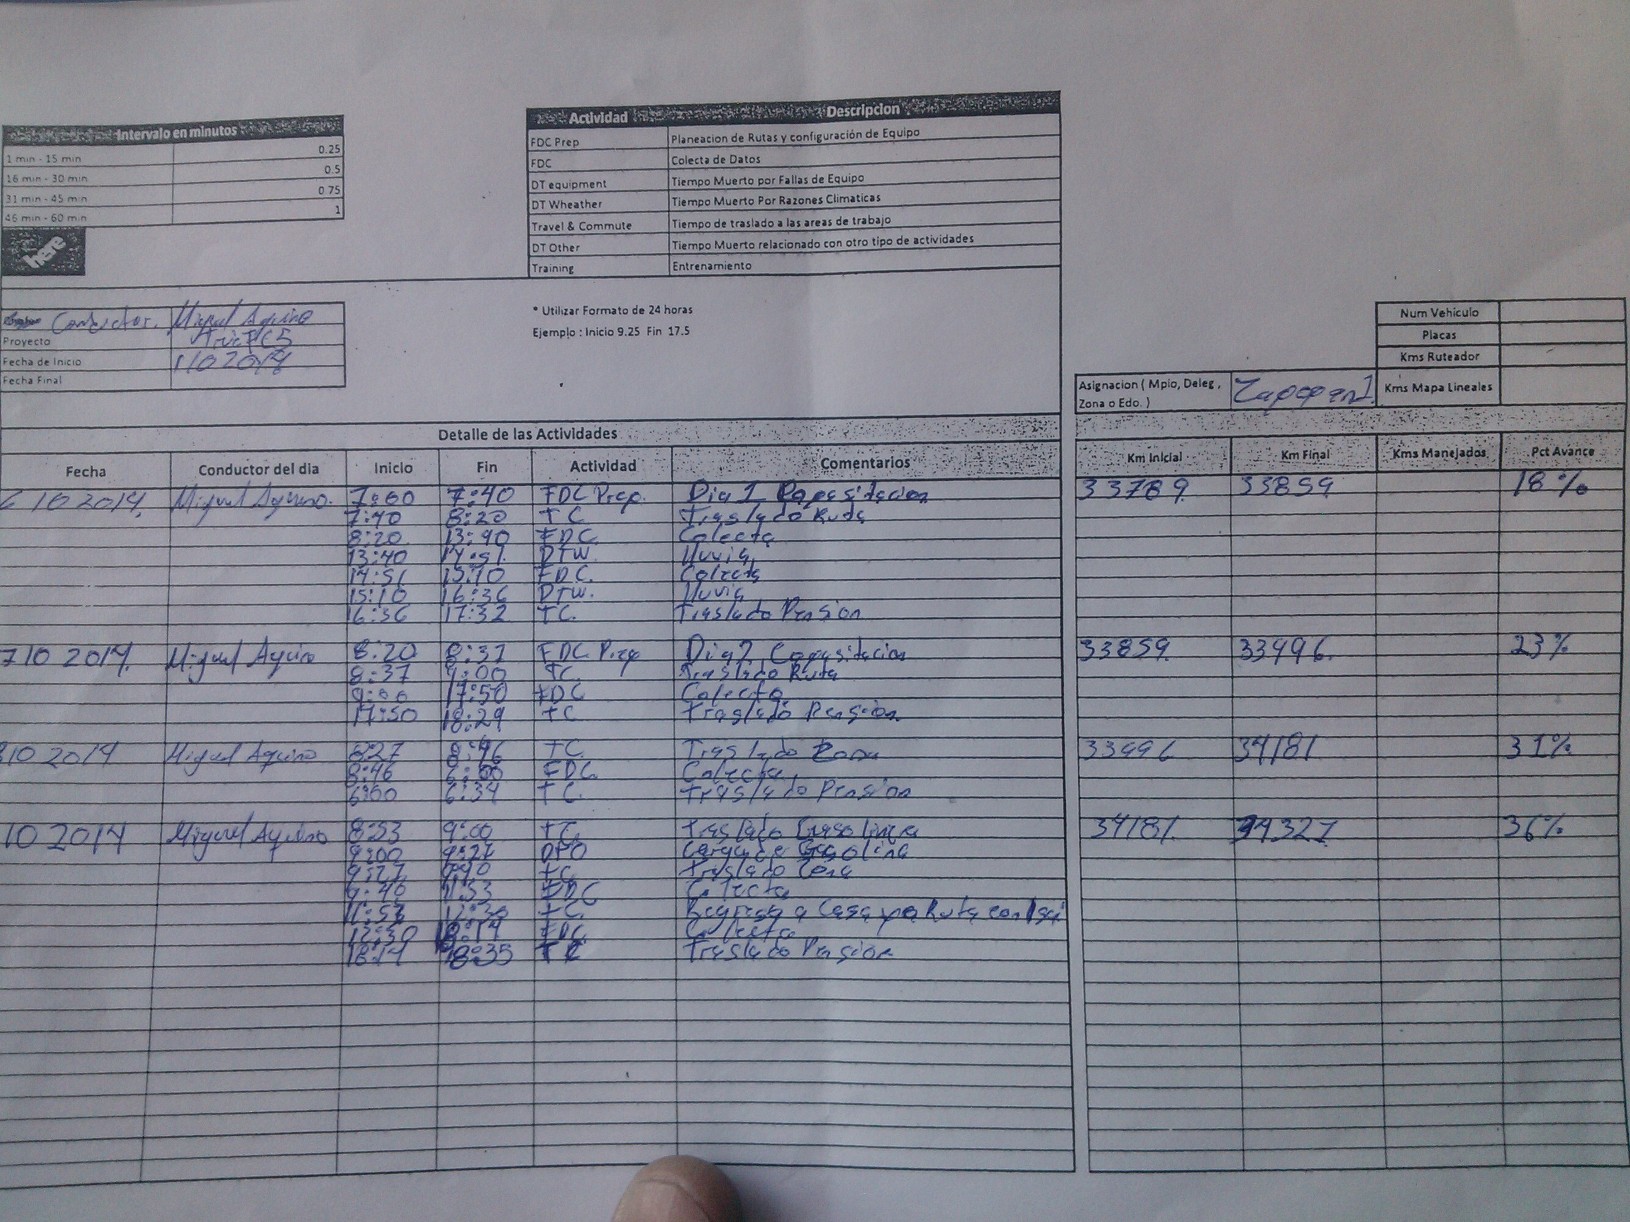 Intervalo en minutos
1 min - 15 min 0.25
16 min - 30 min 0.5
31 min - 45 min 0.75
46 min - 60 min 1
here
Actividad Descripcion
FDC Prep Planeacion de Rutas y configuración de Equipo
FDC Colecta de Datos
DT equipment Tiempo Muerto por Fallas de Equipo
DT Wheather Tiempo Muerto Por Razones Climaticas
Travel & Commute Tiempo de traslado a las areas de trabajo
DT Other Tiempo Muerto relacionado con otro tipo de actividades
Training Entrenamiento
Conductor. Miguel Aquino
Proyecto
Fecha de Inicio 10 2014
Fecha Final
* Utilizar Formato de 24 horas
Ejemplo : Inicio 9.25 Fin 17.5
Num Vehiculo
Placas
Kms Ruteador
Kms Mapa Lineales
Asignacion ( Mpio, Deleg ,
Zona o Edo. )
Zapopan 1
Detalle de las Actividades
Fecha Conductor del dia Inicio Fin Actividad Comentarios Km Inicial Km Final Kms Manejados Pct Avance
6 10 2014 Miguel Aquino. 7:00 7:40 FDC Prep. Dia 1 Capasitacion 33789 33859 18%
7:40 8:20 TC Traslado Ruta
8:20 13:40 FDC Colecta
13:40 14:51 DTW lluvia
14:51 15:10 FDC. Colecta
15:10 16:36 DTW. lluvia
16:36 17:32 TC. Traslado Pension
7 10 2014. Miguel Aquino 8:20 8:37 FDC Prep Dia 2 Capasitacion 33859 33996 23%
8:37 9:00 TC Traslado Ruta
9:00 17:50 FDC Colecta
17:50 18:29 TC Traslado Pension
10 2014 Miguel Aquino 8:27 8:46 TC. Traslado Zona 33996 34181 31%
8:46 6:00 FDC Colecta
6:00 6:34 TC. Traslado Pension
10 2014 Miguel Aquino 8:53 9:00 TC. Traslado Gasolinera 34181 34327 36%
9:00 9:27 DTO Carga de Gasolina
9:27 9:40 TC Traslado Zona
9:40 11:53 FDC Colecta
11:53 12:30 TC. Regreso a Casa Ruta
12:30 18:14 FDC Colecta
18:14 18:35 TC Traslado Pension